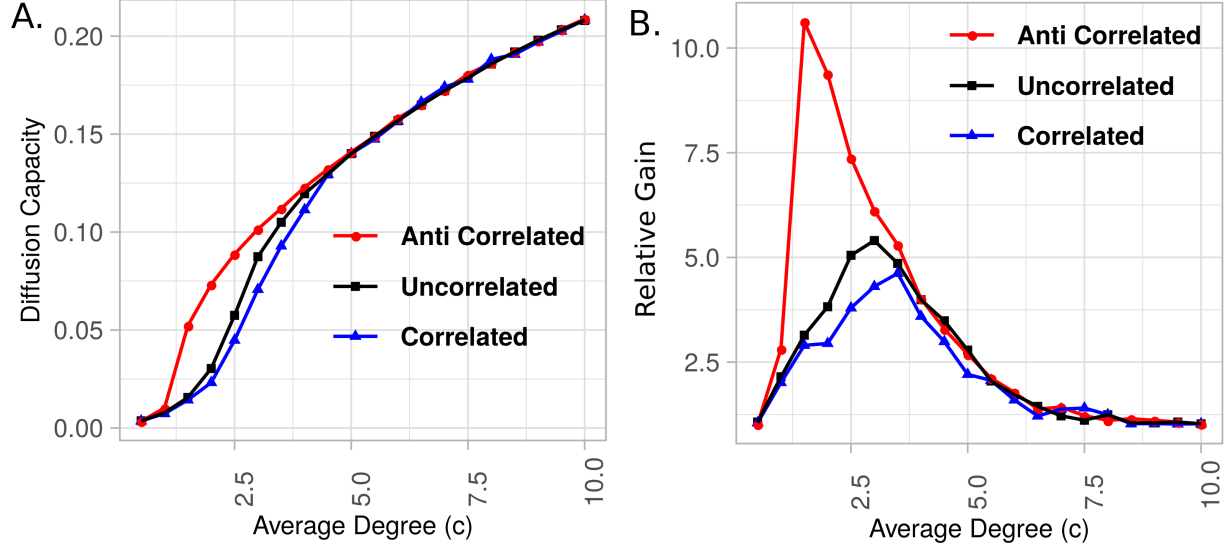 A.
Diffusion Capacity
0.20
0.15
0.10
0.05
0.00
Anti Correlated
Uncorrelated
Correlated
2.5
5.0
7.5
10.0
Average Degree (c)
B.
Relative Gain
10.0
7.5
5.0
2.5
Anti Correlated
Uncorrelated
Correlated
2.5
5.0
7.5
10.0
Average Degree (c)